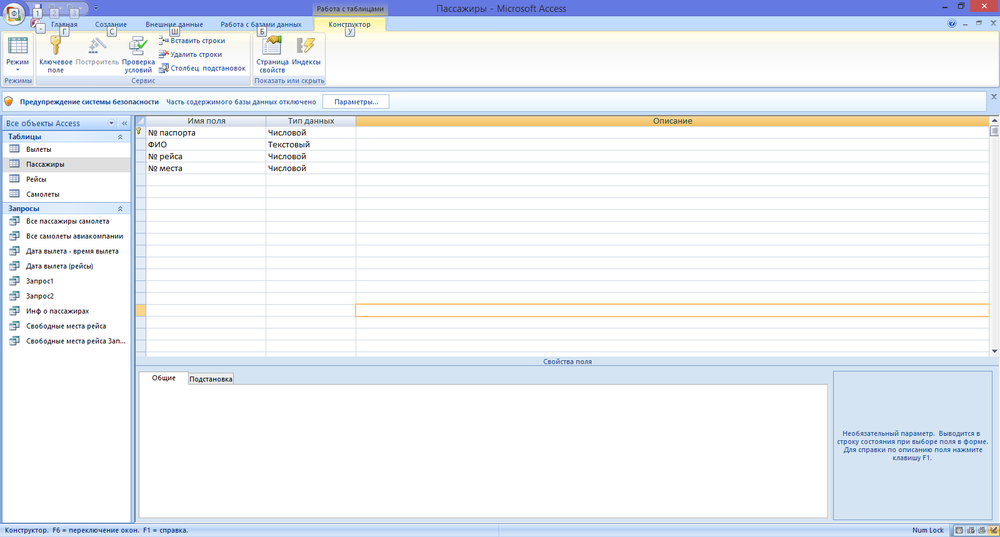 Работа с таблицами
Пассажиры - Microsoft Access
Ф
1
2
3
Главная
Создание
Внешние данные
Работа с базами данных
Конструктор
-
Г
С
Ш
Б
У
Режим
Ключевое поле
Построитель
Проверка условий
Вставить строки
Удалить строки
Столбец подстановок
Страница свойств
Индексы
Режимы
Сервис
Показать или скрыть
Предупреждение системы безопасности Часть содержимого базы данных отключено Параметры...
Все объекты Access
Таблицы
Вылеты
Пассажиры
Рейсы
Самолеты
Запросы
Все пассажиры самолета
Все самолеты авиакомпании
Дата вылета - время вылета
Дата вылета (рейсы)
Запрос1
Запрос2
Инф о пассажирах
Свободные места рейса
Свободные места рейса Зап...
Имя поля Тип данных Описание
№ паспорта Числовой
ФИО Текстовый
№ рейса Числовой
№ места Числовой
Свойства поля
Общие Подстановка
Необязательный параметр. Выводится в
строку состояния при выборе поля в форме.
Для справки по описанию поля нажмите
клавишу F1.
Конструктор. F6 = переключение окон. F1 = справка.
Num Lock